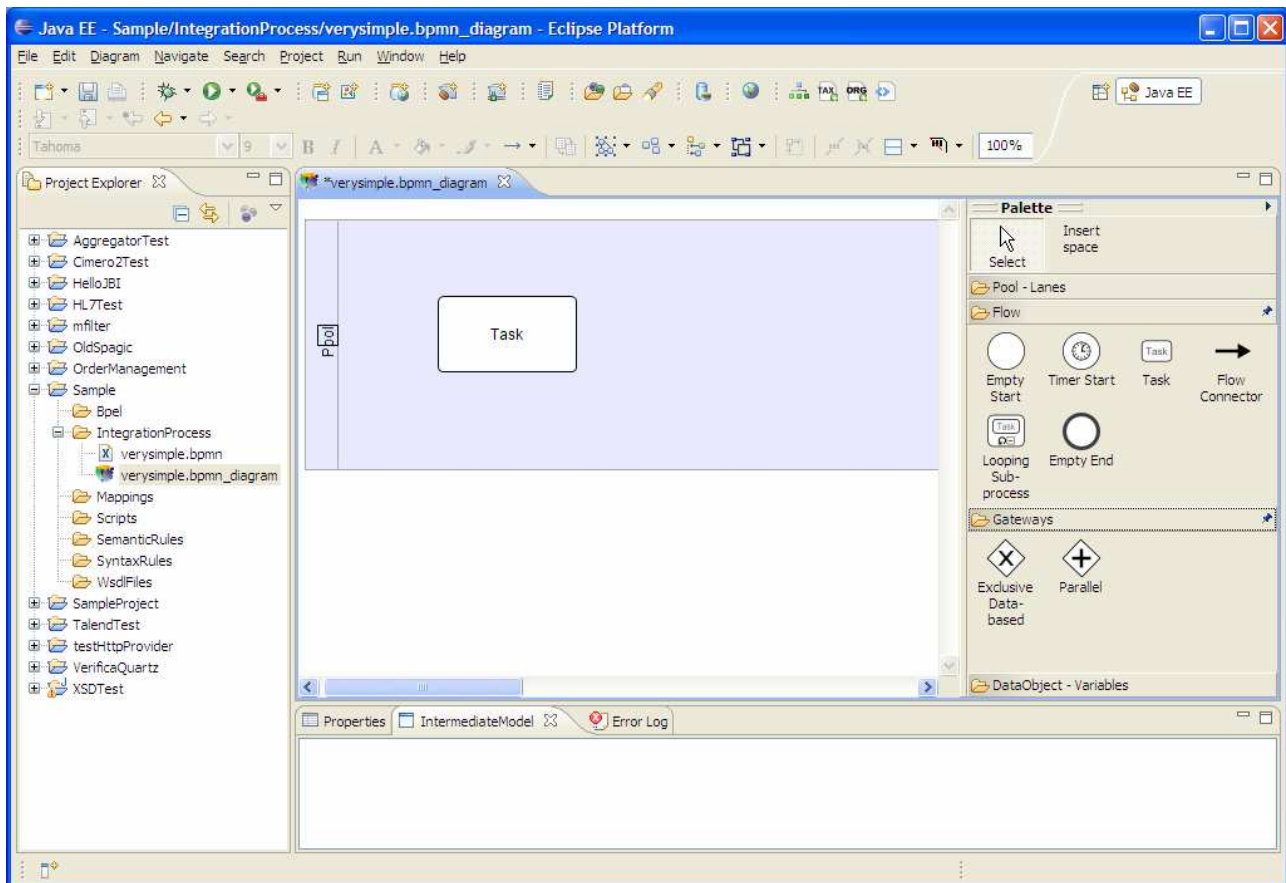 Java EE - Sample/IntegrationProcess/verysimple.bpmn_diagram - Eclipse Platform
File Edit Diagram Navigate Search Project Run Window Help
TAX ORG
Java EE
Tahoma 9 B I A 100%
Project Explorer
*verysimple.bpmn_diagram
AggregatorTest
Cimero2Test
HelloJBI
HL7Test
mfilter
OldSpagic
OrderManagement
Sample
Bpel
IntegrationProcess
verysimple.bpmn
verysimple.bpmn_diagram
Mappings
Scripts
SemanticRules
SyntaxRules
WsdlFiles
SampleProject
TalendTest
testHttpProvider
VerificaQuartz
XSDTest
Pool
Task
Palette
Select
Insert
space
Pool - Lanes
Flow
Task
Empty
Start
Timer Start
Task
Flow
Connector
Task
Looping
Sub-
process
Empty End
Gateways
X
Exclusive
Data-
based
Parallel
DataObject - Variables
Properties IntermediateModel Error Log